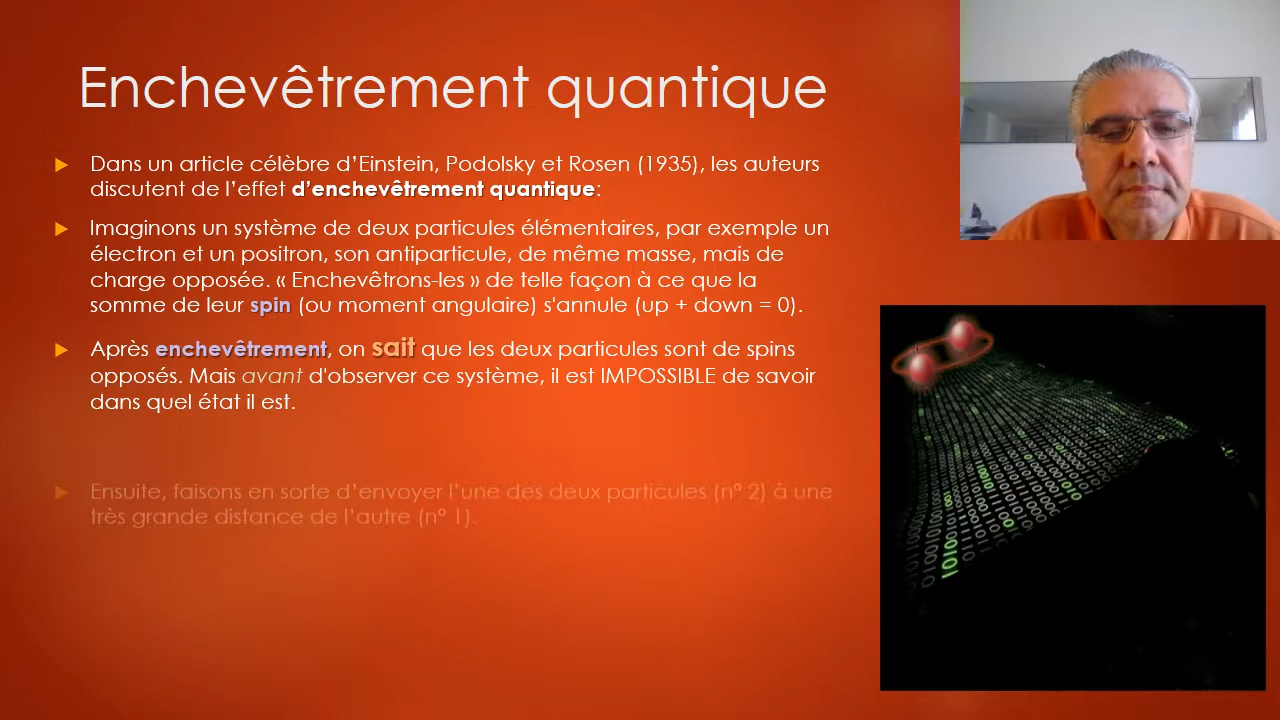 Enchevêtrement quantique
Dans un article célèbre d’Einstein, Podolsky et Rosen (1935), les auteurs
discutent de l’effet d’enchevêtrement quantique:
Imaginons un système de deux particules élémentaires, par exemple un
électron et un positron, son antiparticule, de même masse, mais de
charge opposée. « Enchevêtrons-les » de telle façon à ce que la
somme de leur spin (ou moment angulaire) s'annule (up + down = 0).
Après enchevêtrement, on sait que les deux particules sont de spins
opposés. Mais avant d'observer ce système, il est IMPOSSIBLE de savoir
dans quel état il est.
Ensuite, faisons en sorte d’envoyer l’une des deux particules (n° 2) à une
très grande distance de l’autre (n° 1).